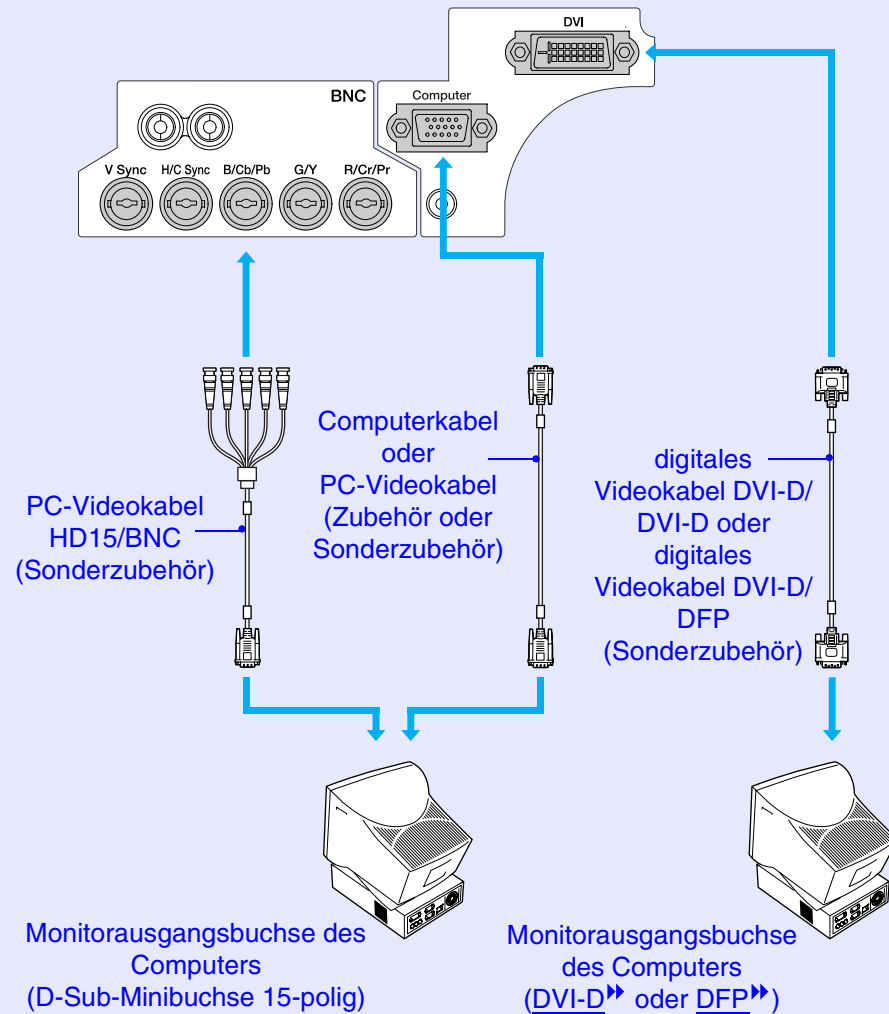 DVI
BNC
Computer
V Sync
H/C Sync
B/Cb/Pb
G/Y
R/Cr/Pr
PC-Videokabel
HD15/BNC
(Sonderzubehör)
Computerkabel
oder
PC-Videokabel
(Zubehör oder
Sonderzubehör)
digitales
Videokabel DVI-D/
DVI-D oder
digitales
Videokabel DVI-D/
DFP
(Sonderzubehör)
Monitorausgangsbuchse des
Computers
(D-Sub-Minibuchse 15-polig)
Monitorausgangsbuchse
des Computers
(DVI-D oder DFP)